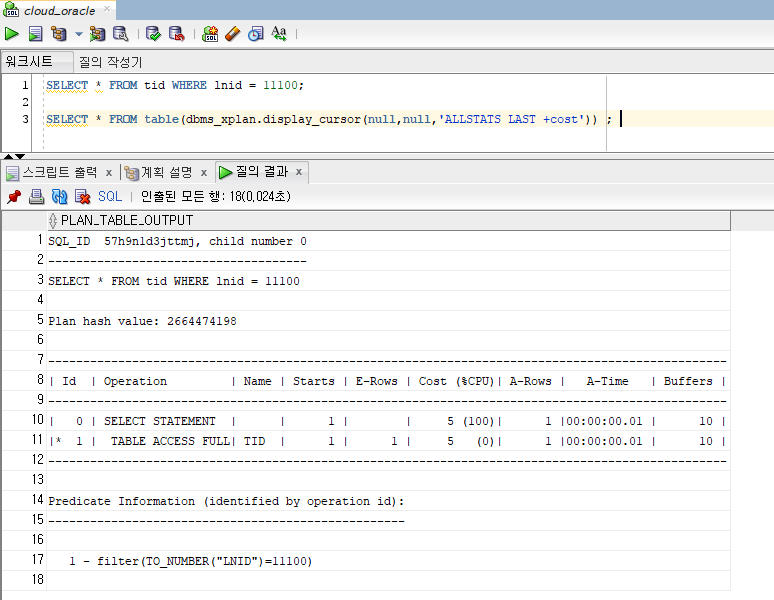 cloud_oracle
워크시트 질의 작성기
1 SELECT * FROM tid WHERE lnid = 11100;
2
3 SELECT * FROM table(dbms_xplan.display_cursor(null,null,'ALLSTATS LAST +cost')) ;
스크립트 출력 x 계획 설명 x 질의 결과 x
SQL | 인출된 모든 행: 18(0,024초)
PLAN_TABLE_OUTPUT
1 SQL_ID 57h9n1d3jttmj, child number 0
2 -------------------------------------
3 SELECT * FROM tid WHERE lnid = 11100
4
5 Plan hash value: 2664474198
6
7 -------------------------------------------------------------------------------------------------
8 | Id | Operation | Name | Starts | E-Rows | Cost (%CPU)| A-Rows | A-Time | Buffers |
9 -------------------------------------------------------------------------------------------------
10 | 0 | SELECT STATEMENT | | 1 | | 5 (100)| 1 |00:00:00.01 | 10 |
11 |* 1 | TABLE ACCESS FULL| TID | 1 | 1 | 5 (0)| 1 |00:00:00.01 | 10 |
12 -------------------------------------------------------------------------------------------------
13
14 Predicate Information (identified by operation id):
15 ---------------------------------------------------
16
17 1 - filter(TO_NUMBER("LNID")=11100)
18